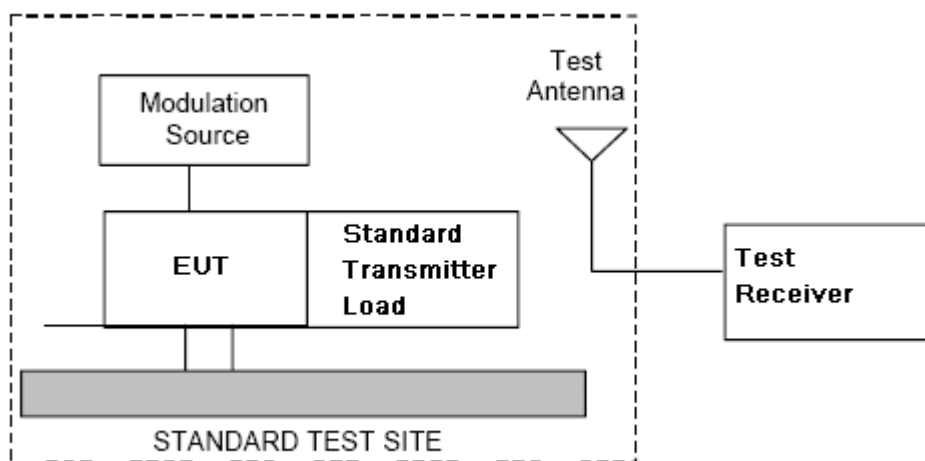 Modulation
Source
Test
Antenna
EUT
Standard
Transmitter
Load
Test
Receiver
STANDARD TEST SITE